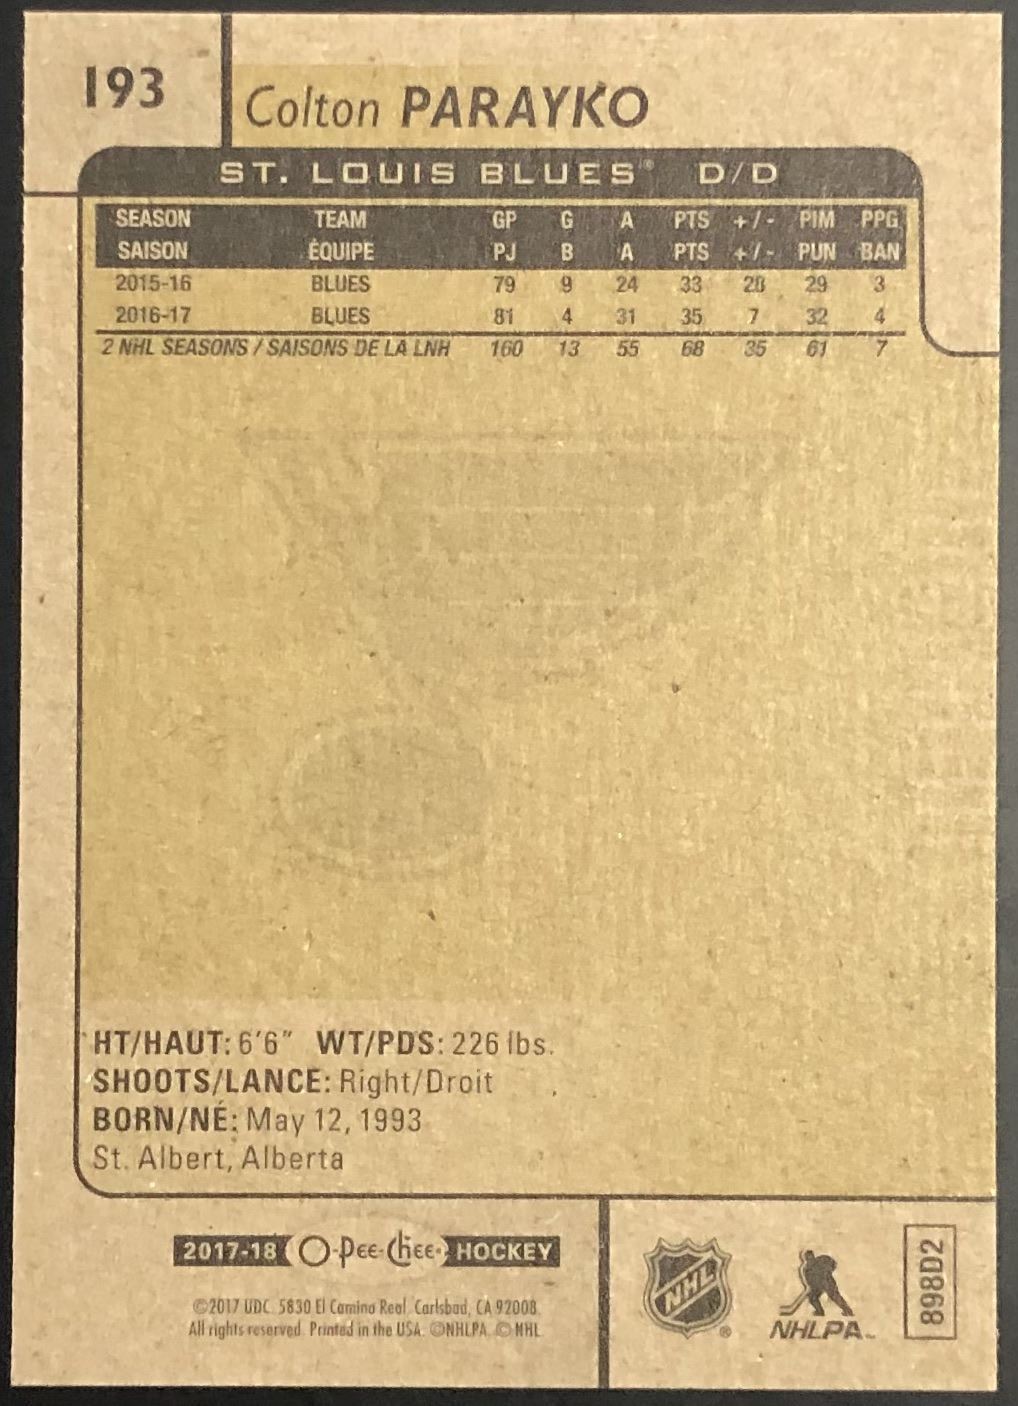 193
Colton PARAYKO
ST. LOUIS BLUES® D/D
SEASON TEAM GP G A PTS +/- PIM PPG
SAISON ÉQUIPE PJ B A PTS +/- PUN BAN
2015-16 BLUES 79 9 24 33 28 29 3
2016-17 BLUES 81 4 31 35 7 32 4
2 NHL SEASONS / SAISONS DE LA LNH 160 13 55 68 35 61 7
HT/HAUT: 6'6" WT/PDS: 226 lbs.
SHOOTS/LANCE: Right/Droit
BORN/NÉ: May 12, 1993
St. Albert, Alberta
2017-18 O-Pee-Chee HOCKEY
©2017 UDC. 5830 El Camino Real, Carlsbad, CA 92008.
All rights reserved. Printed in the USA. ©NHLPA. © NHL
NHL®
NHLPA™
898D2